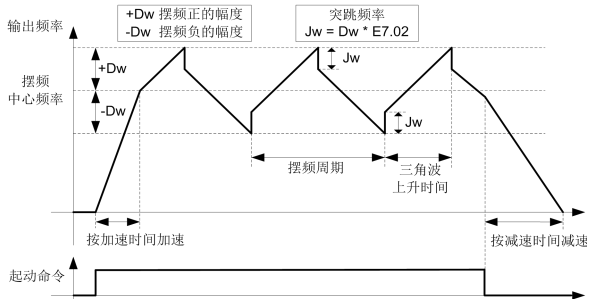 +Dw 摆频正的幅度
-Dw 摆频负的幅度
突跳频率
Jw = Dw * E7.02
输出频率
+Dw
Jw
摆频
中心频率
-Dw
Jw
摆频周期
三角波
上升时间
按加速时间加速
按减速时间减速
起动命令